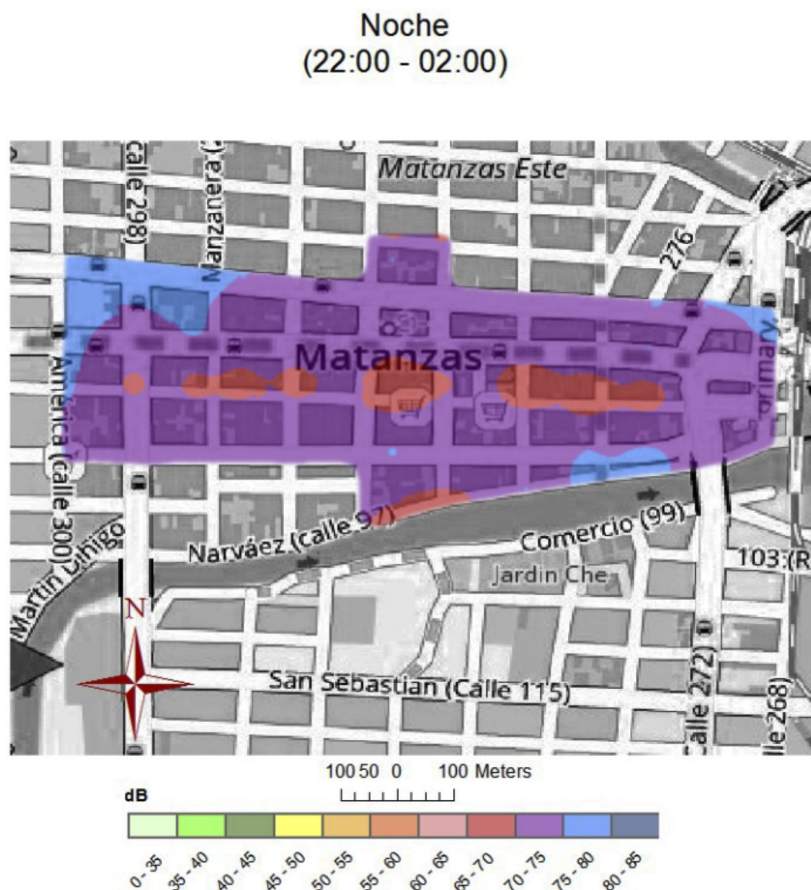 Noche
(22:00 - 02:00)
calle 298)
Manzanera (
Matanzas Este
276
Matanzas
primary
América (calle 300)
Narváez (calle 97)
Comercio (99)
Martin Dihigo
Jardin Che
103 (R
N
San Sebastian (Calle 115)
Calle 272)
lle 268)
100 50 0 100 Meters
dB
0 - 35 35 - 40 40 - 45 45 - 50 50 - 55 55 - 60 60 - 65 65 - 70 70 - 75 75 - 80 80 - 85